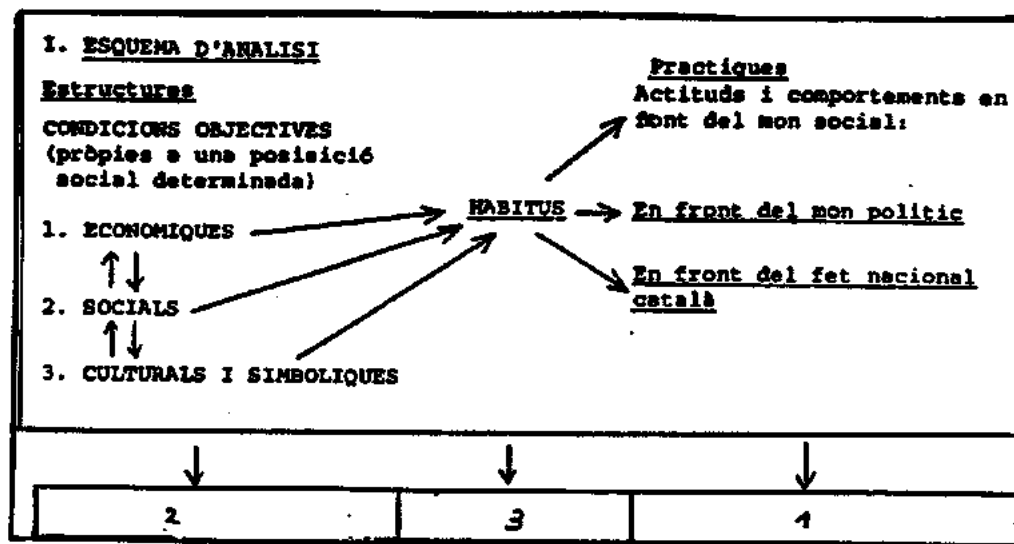 I. ESQUEMA D'ANALISI
Estructures
CONDICIONS OBJECTIVES
(pròpies a una posisició
social determinada)
1. ECONOMIQUES
2. SOCIALS
3. CULTURALS I SIMBOLIQUES
HABITUS
Practiques
Actituds i comportements en
front del mon social:
En front del mon politic
En front del fet nacional
català
2
3
1